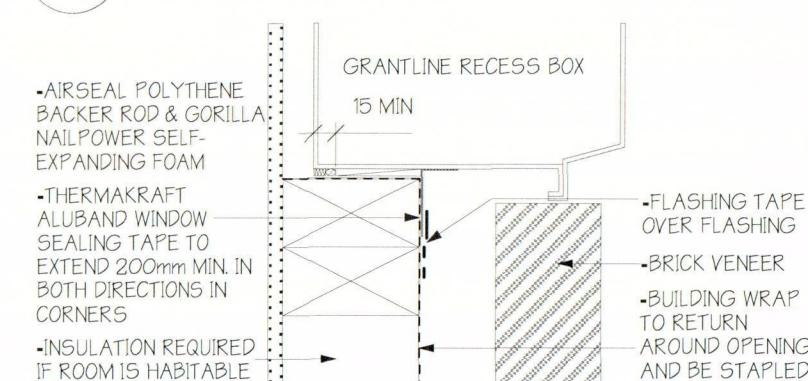 GRANTLINE RECESS BOX
15 MIN
-AIRSEAL POLYTHENE
BACKER ROD & GORILLA
NAILPOWER SELF-
EXPANDING FOAM
-THERMAKRAFT
ALUBAND WINDOW
SEALING TAPE TO
EXTEND 200mm MIN. IN
BOTH DIRECTIONS IN
CORNERS
-INSULATION REQUIRED
IF ROOM IS HABITABLE
-FLASHING TAPE
OVER FLASHING
-BRICK VENEER
-BUILDING WRAP
TO RETURN
AROUND OPENING
AND BE STAPLED